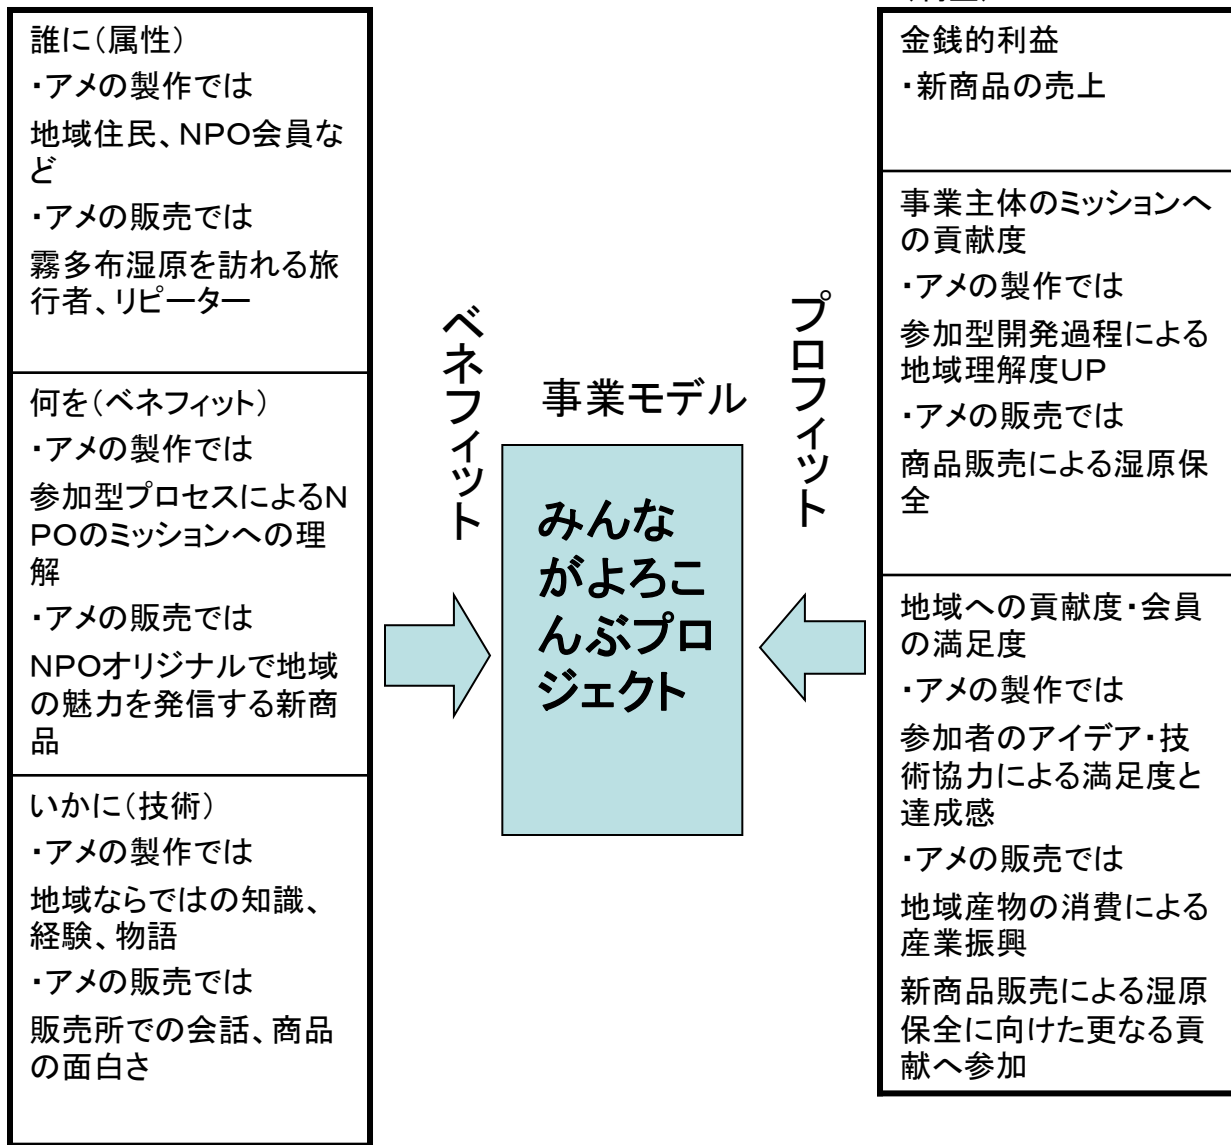 誰に（属性）
・アメの製作では
地域住民、NPO会員な
ど
・アメの販売では
霧多布湿原を訪れる旅
行者、リピーター
何を（ベネフィット）
・アメの製作では
参加型プロセスによるN
POのミッションへの理
解
・アメの販売では
NPOオリジナルで地域
の魅力を発信する新商
品
いかに（技術）
・アメの製作では
地域ならではの知識、
経験、物語
・アメの販売では
販売所での会話、商品
の面白さ
ベネフィット
事業モデル
みんな
がよろこ
んぶプロ
ジェクト
プロフィット
金銭的利益
・新商品の売上
事業主体のミッションへ
の貢献度
・アメの製作では
参加型開発過程による
地域理解度UP
・アメの販売では
商品販売による湿原保
全
地域への貢献度・会員
の満足度
・アメの製作では
参加者のアイデア・技
術協力による満足度と
達成感
・アメの販売では
地域産物の消費による
産業振興
新商品販売による湿原
保全に向けた更なる貢
献へ参加